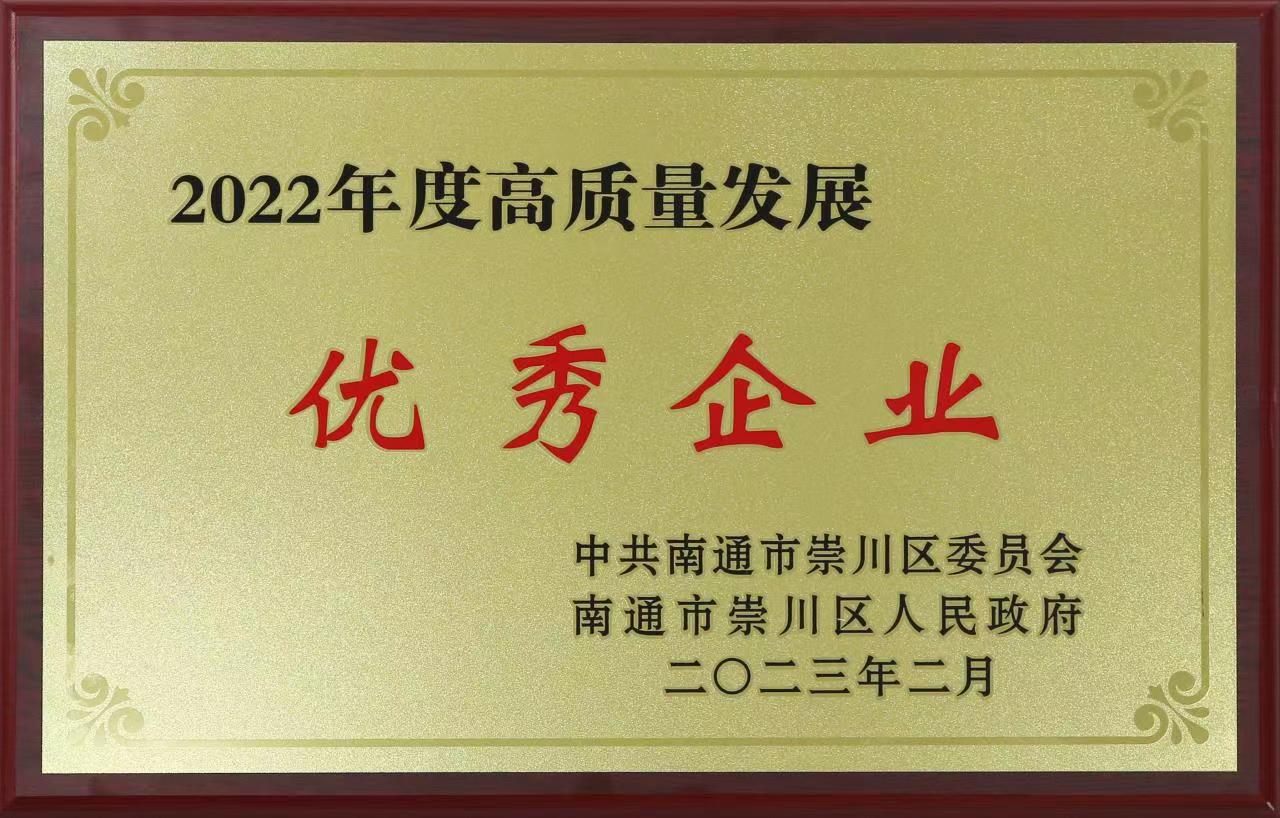 2022年度高质量发展
优秀企业
中共南通市崇川区委员会
南通市崇川区人民政府
二〇二三年二月